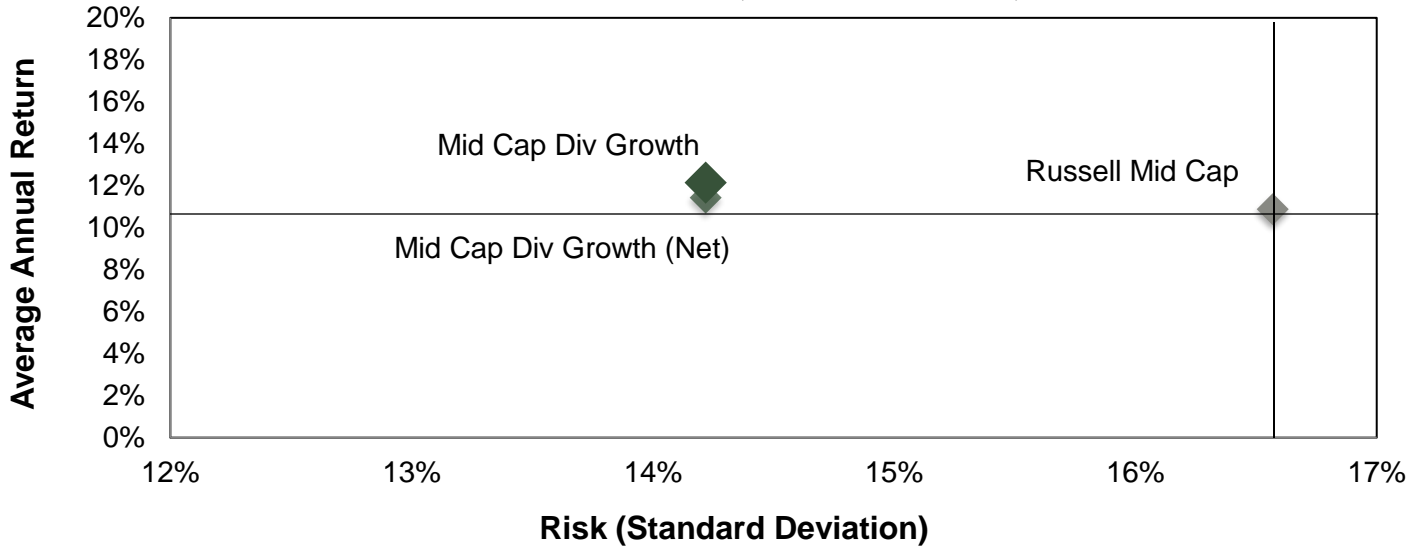 Average Annual Return
20%
18%
16%
14%
12%
10%
8%
6%
4%
2%
0%
Mid Cap Div Growth
Russell Mid Cap
Mid Cap Div Growth (Net)
12% 13% 14% 15% 16% 17%
Risk (Standard Deviation)